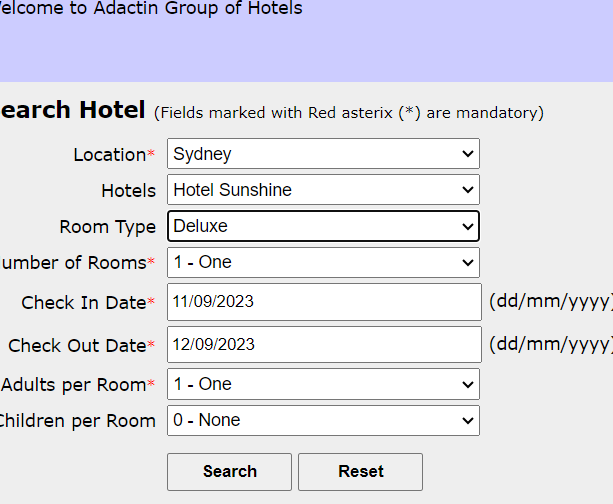 elcome to Adactin Group of Hotels
earch Hotel (Fields marked with Red asterix (*) are mandatory)
Location* Sydney
Hotels Hotel Sunshine
Room Type Deluxe
umber of Rooms* 1 - One
Check In Date* 11/09/2023 (dd/mm/yyyy)
Check Out Date* 12/09/2023 (dd/mm/yyyy)
Adults per Room* 1 - One
Children per Room 0 - None
Search Reset